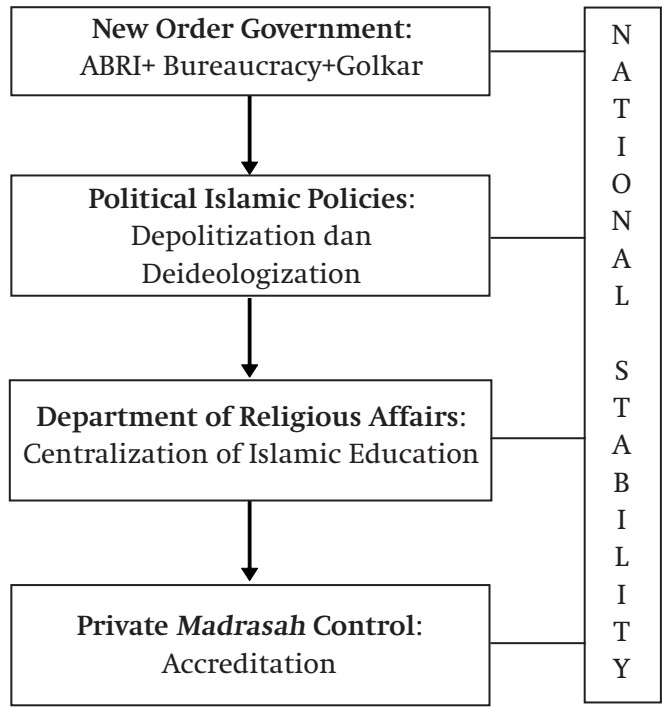 New Order Government:
ABRI+ Bureaucracy+Golkar
Political Islamic Policies:
Depolitization dan
Deideologization
Department of Religious Affairs:
Centralization of Islamic Education
Private Madrasah Control:
Accreditation
N
A
T
I
O
N
A
L
S
T
A
B
I
L
I
T
Y